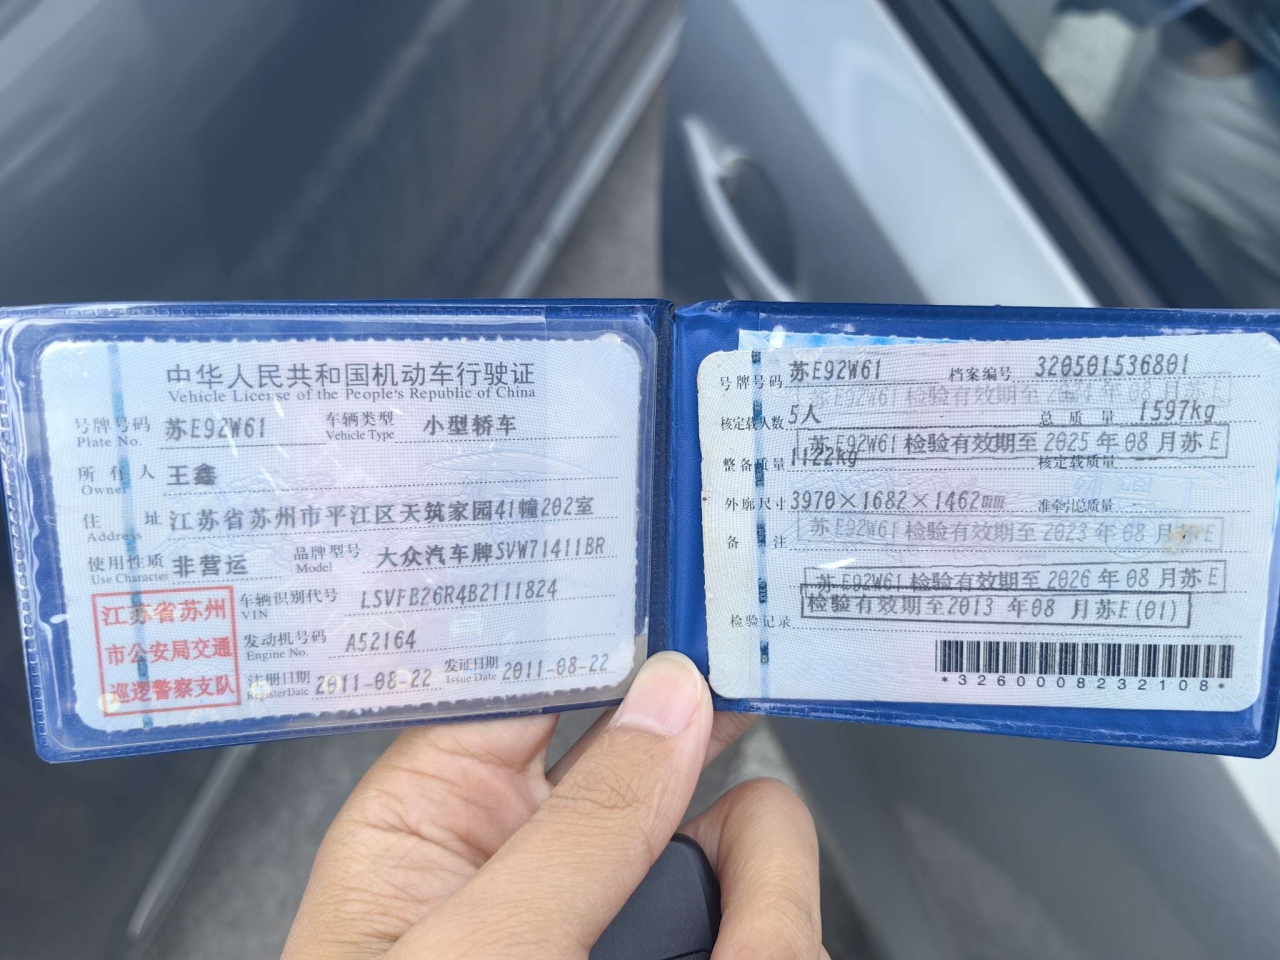 中华人民共和国机动车行驶证
Vehicle License of the People's Republic of China
号牌号码 苏E92W61 车辆类型 小型轿车
Plate No. Vehicle Type
所有人 王鑫
Owner
住址 江苏省苏州市平江区天筑家园41幢202室
Address
使用性质 非营运 品牌型号 大众汽车牌SVW71411BR
Use Character Model
江苏省苏州
市公安局交通
巡逻警察支队
车辆识别代号 LSVFB26R4B2111824
VIN
发动机号码 A52164
Engine No.
注册日期 2011-08-22 发证日期 2011-08-22
Register Date Issue Date
号牌号码 苏E92W61 档案编号 320501536801
苏E92W61 检验有效期至 年08
核定载人数 5人 总质量 1597kg
苏E92W61 检验有效期至 2025 年 08 月苏 E
整备质量 1122kg 核定载质量 --
外廓尺寸 3970×1682×1462mm 准牵引总质量 --
苏 E92W61 检验有效期至 2023 年 08 月 E
备注
苏E92W61 检验有效期至 2026 年 08 月苏 E
检验有效期至2013 年08 月苏E(01)
检验记录
*3260008232108*